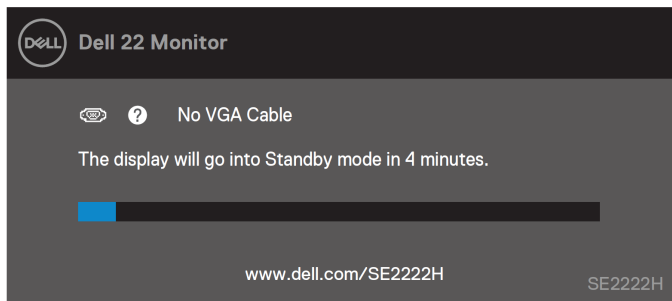 DELL Dell 22 Monitor
? No VGA Cable
The display will go into Standby mode in 4 minutes.
www.dell.com/SE2222H
SE2222H